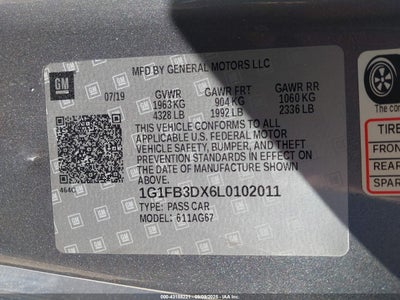 GM
MFD BY GENERAL MOTORS LLC
07/19
GVWR
1963 KG
4328 LB
GAWR FRT
904 KG
1992 LB
GAWR RR
1060 KG
2336 LB
THIS VEHICLE CONFORMS TO ALL
APPLICABLE U.S. FEDERAL MOTOR
VEHICLE SAFETY, BUMPER, AND THEFT
PREVENTION STANDARDS IN EFFECT ON
THE DATE OF MANUFACTURE SHOWN
ABOVE.
1G1FB3DX6L0102011
TYPE: PASS CAR
MODEL: 611AG67
The con
TIRE
FRON
REAR
SPAR